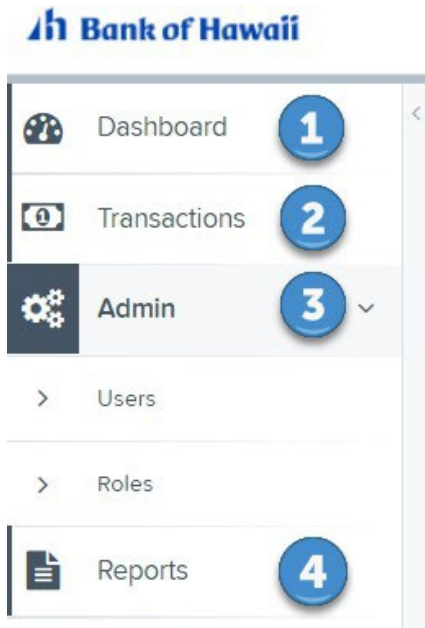 Bank of Hawaii
Dashboard 1
Transactions 2
Admin 3
Users
Roles
Reports 4